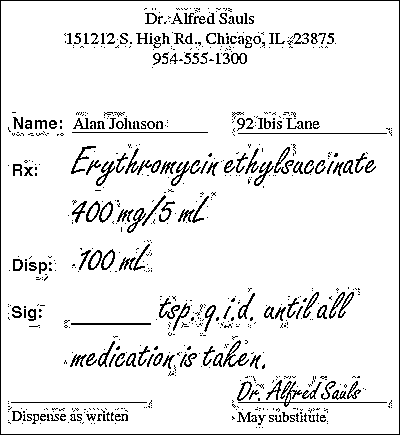 Dr. Alfred Sauls
151212 S. High Rd., Chicago, IL 23875
954-555-1300
Name: Alan Johnson 92 Ibis Lane
Rx: Erythromycin ethylsuccinate
400 mg/5 mL
Disp: 100 mL
Sig: ________ tsp. q.i.d. until all
medication is taken.
Dr. Alfred Sauls
Dispense as written May substitute